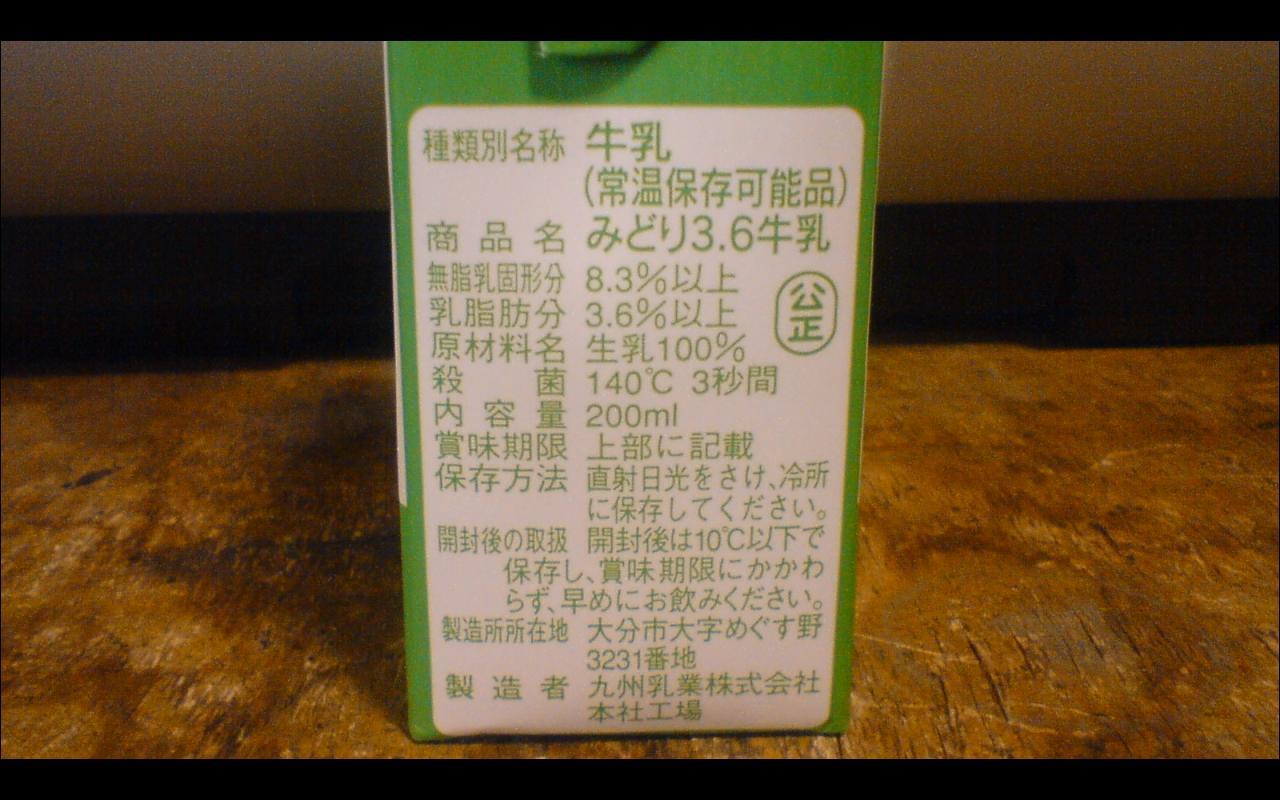 種類別名称 牛乳
(常温保存可能品)
商品名 みどり3.6牛乳
無脂乳固形分 8.3%以上
乳脂肪分 3.6%以上
公正
原材料名 生乳100%
殺菌 140℃ 3秒間
内容量 200ml
賞味期限 上部に記載
保存方法 直射日光をさけ、冷所
に保存してください。
開封後の取扱 開封後は10℃以下で
保存し、賞味期限にかかわ
らず、早めにお飲みください。
製造所所在地 大分市大字めぐす野
3231番地
製造者 九州乳業株式会社
本社工場